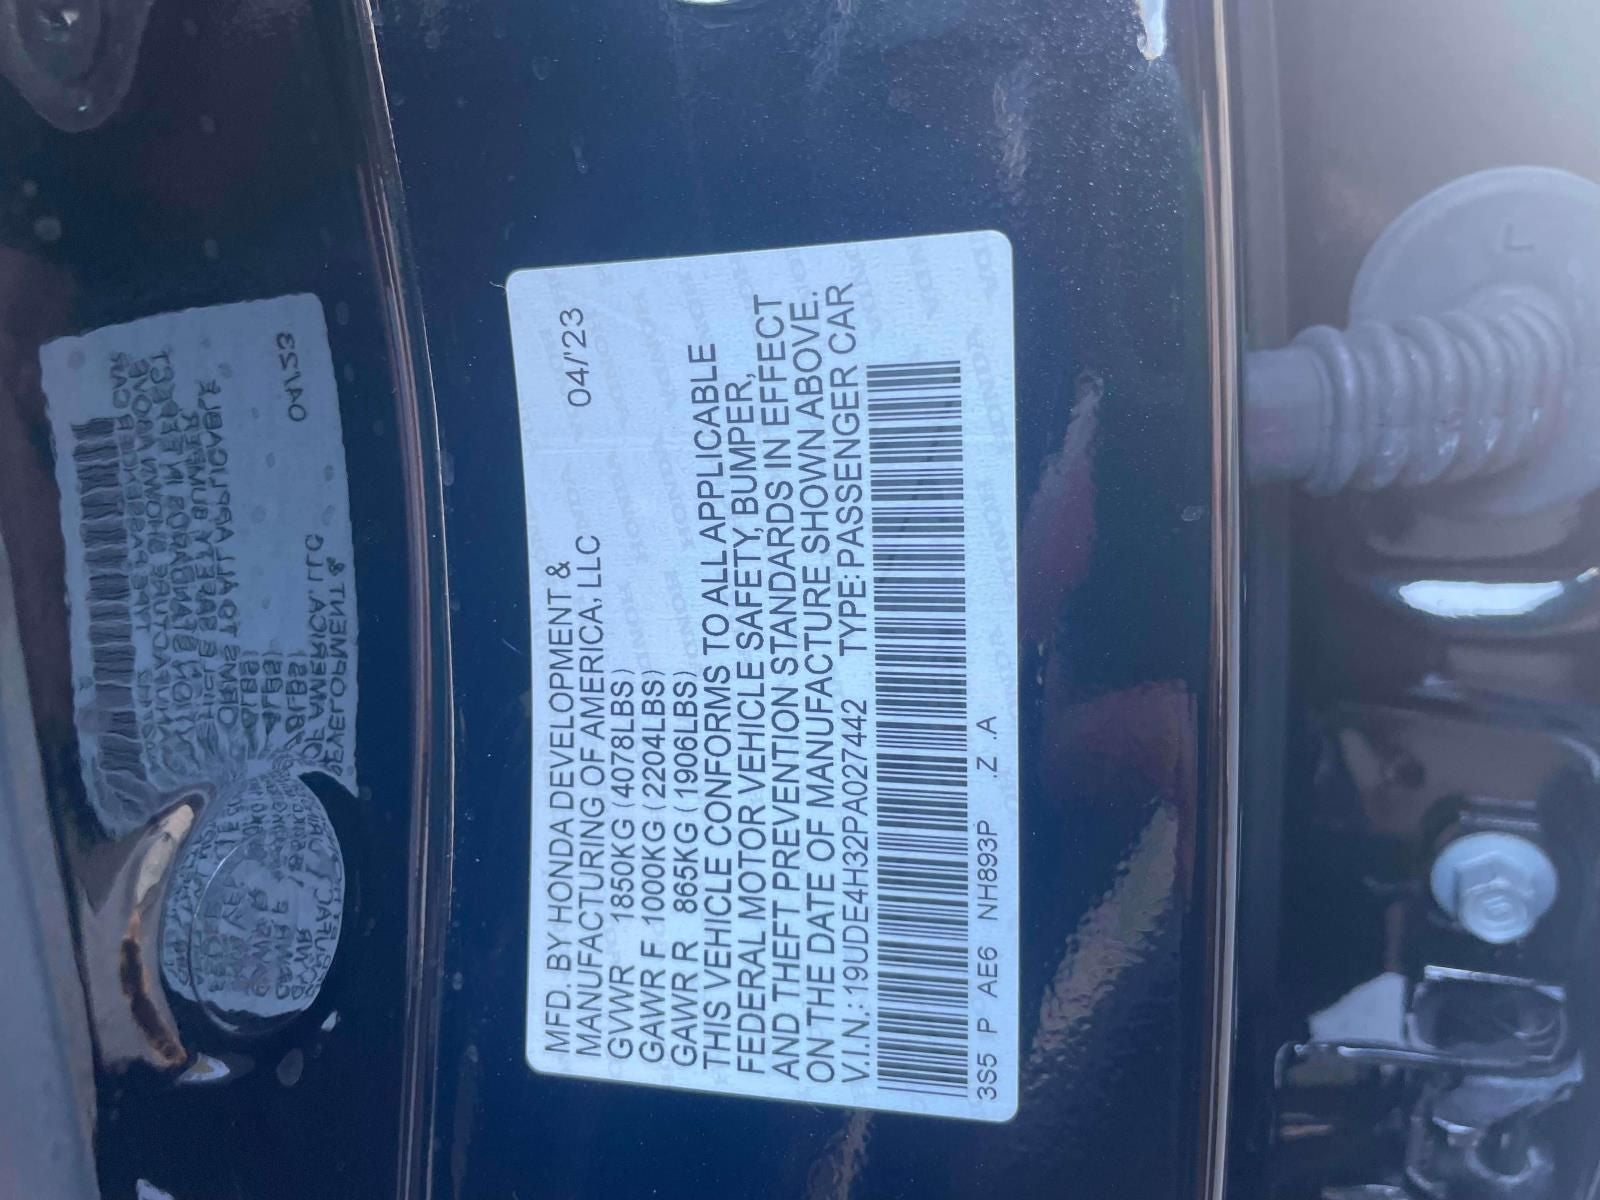 MFD. BY HONDA DEVELOPMENT &
MANUFACTURING OF AMERICA, LLC 04/'23
GVWR 1850KG (4078LBS)
GAWR F 1000KG (2204LBS)
GAWR R 865KG (1906LBS)
THIS VEHICLE CONFORMS TO ALL APPLICABLE
FEDERAL MOTOR VEHICLE SAFETY, BUMPER,
AND THEFT PREVENTION STANDARDS IN EFFECT
ON THE DATE OF MANUFACTURE SHOWN ABOVE.
V.I.N.: 19UDE4H32PA027442 TYPE: PASSENGER CAR
3S5 P AE6 NH893P .Z .A
L